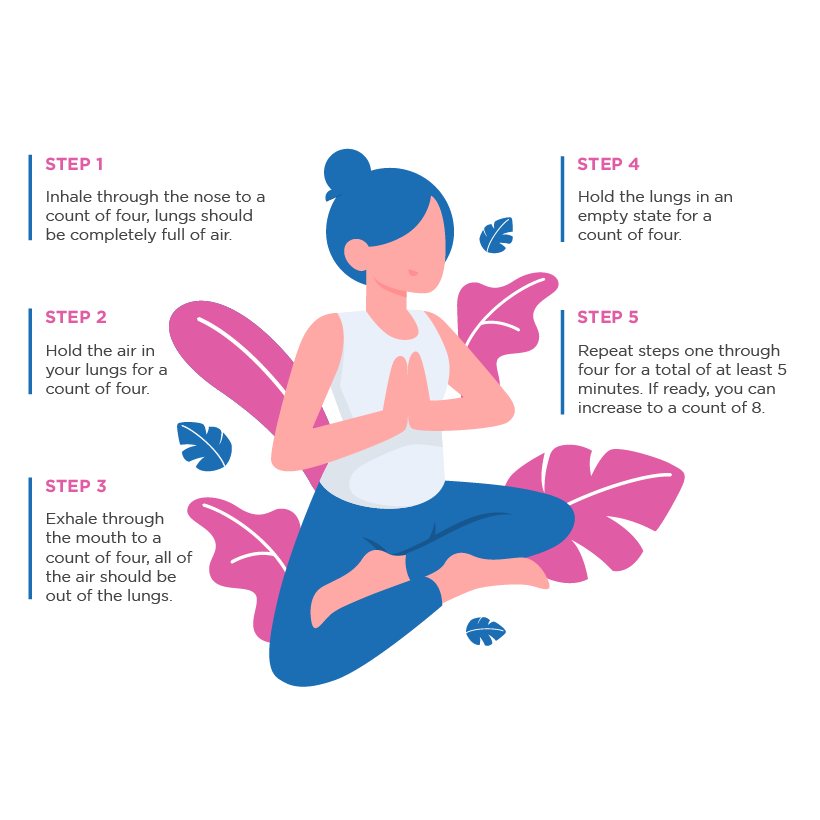 STEP 1
Inhale through the nose to a
count of four, lungs should
be completely full of air.
STEP 2
Hold the air in
your lungs for a
count of four.
STEP 3
Exhale through
the mouth to a
count of four, all of
the air should be
out of the lungs.
STEP 4
Hold the lungs in an
empty state for a
count of four.
STEP 5
Repeat steps one through
four for a total of at least 5
minutes. If ready, you can
increase to a count of 8.